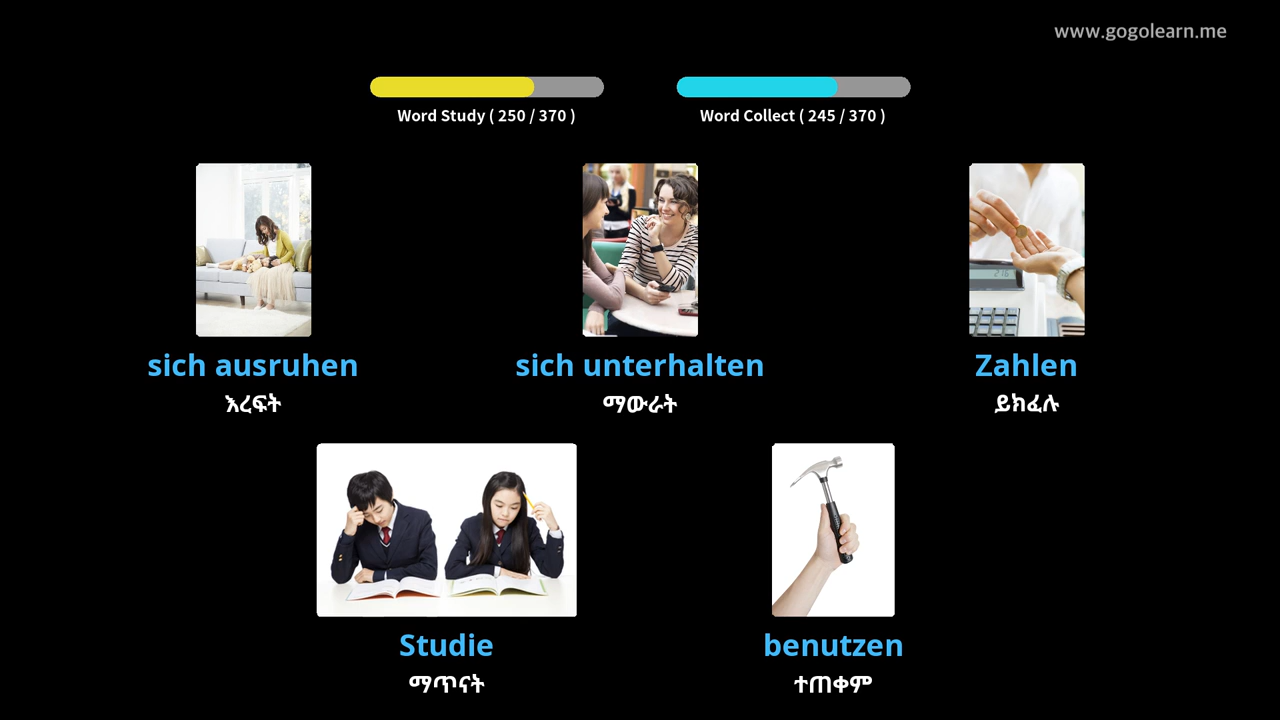 www.gogolearn.me
Word Study ( 250 / 370 )
Word Collect ( 245 / 370 )
sich ausruhen
እረፍት
sich unterhalten
ማውራት
Zahlen
ይክፈሉ
Studie
ማጥናት
benutzen
ተጠቀም